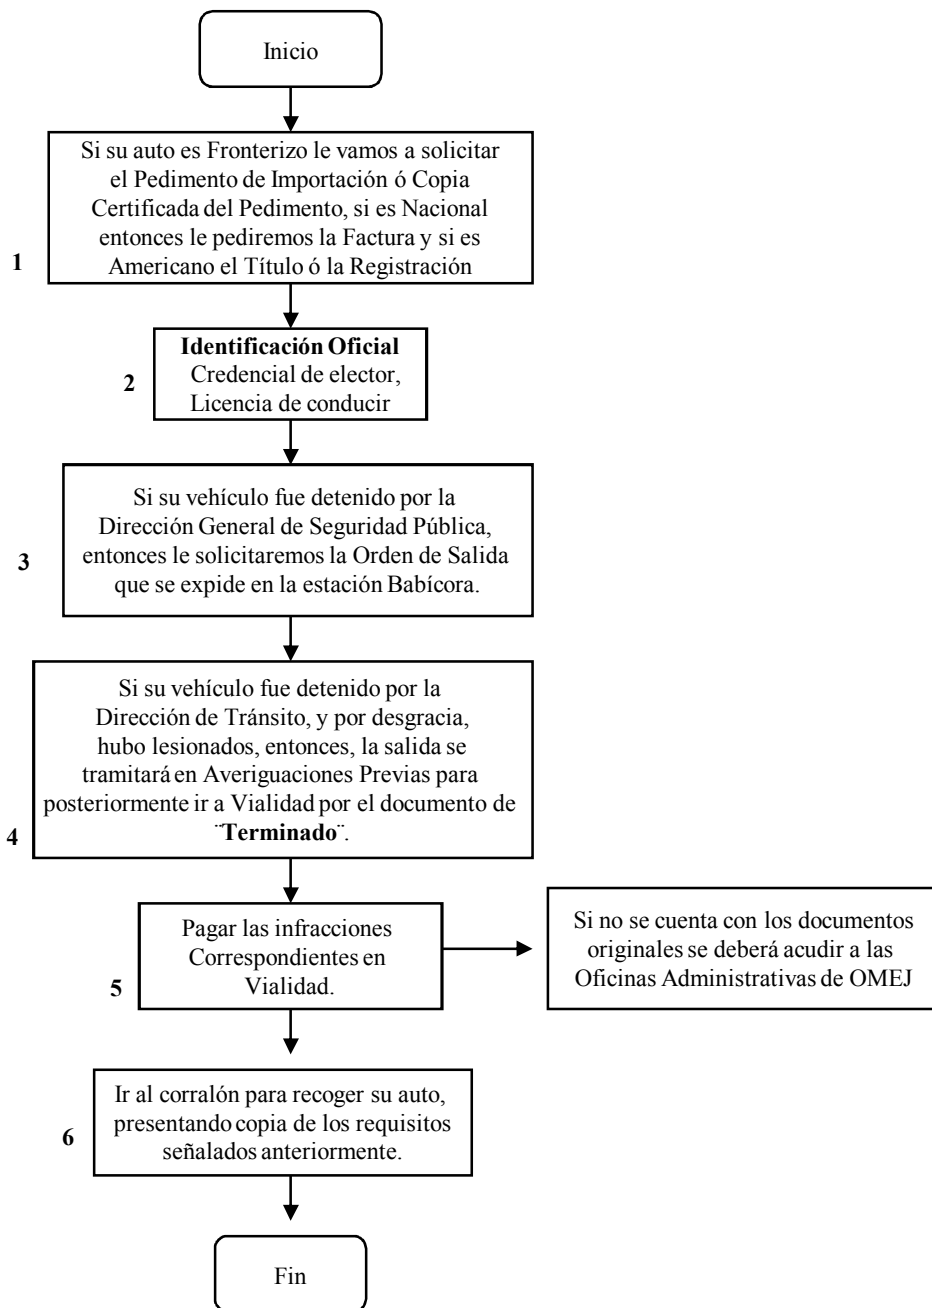 Inicio
Si su auto es Fronterizo le vamos a solicitar
el Pedimento de Importación ó Copia
Certificada del Pedimento, si es Nacional
entonces le pediremos la Factura y si es
Americano el Título ó la Registración
1
Identificación Oficial
Credencial de elector,
Licencia de conducir
2
Si su vehículo fue detenido por la
Dirección General de Seguridad Pública,
entonces le solicitaremos la Orden de Salida
que se expide en la estación Babícora.
3
Si su vehículo fue detenido por la
Dirección de Tránsito, y por desgracia,
hubo lesionados, entonces, la salida se
tramitará en Averiguaciones Previas para
posteriormente ir a Vialidad por el documento de
¨Terminado¨.
4
Pagar las infracciones
Correspondientes en
Vialidad.
5
Si no se cuenta con los documentos
originales se deberá acudir a las
Oficinas Administrativas de OMEJ
Ir al corralón para recoger su auto,
presentando copia de los requisitos
señalados anteriormente.
6
Fin